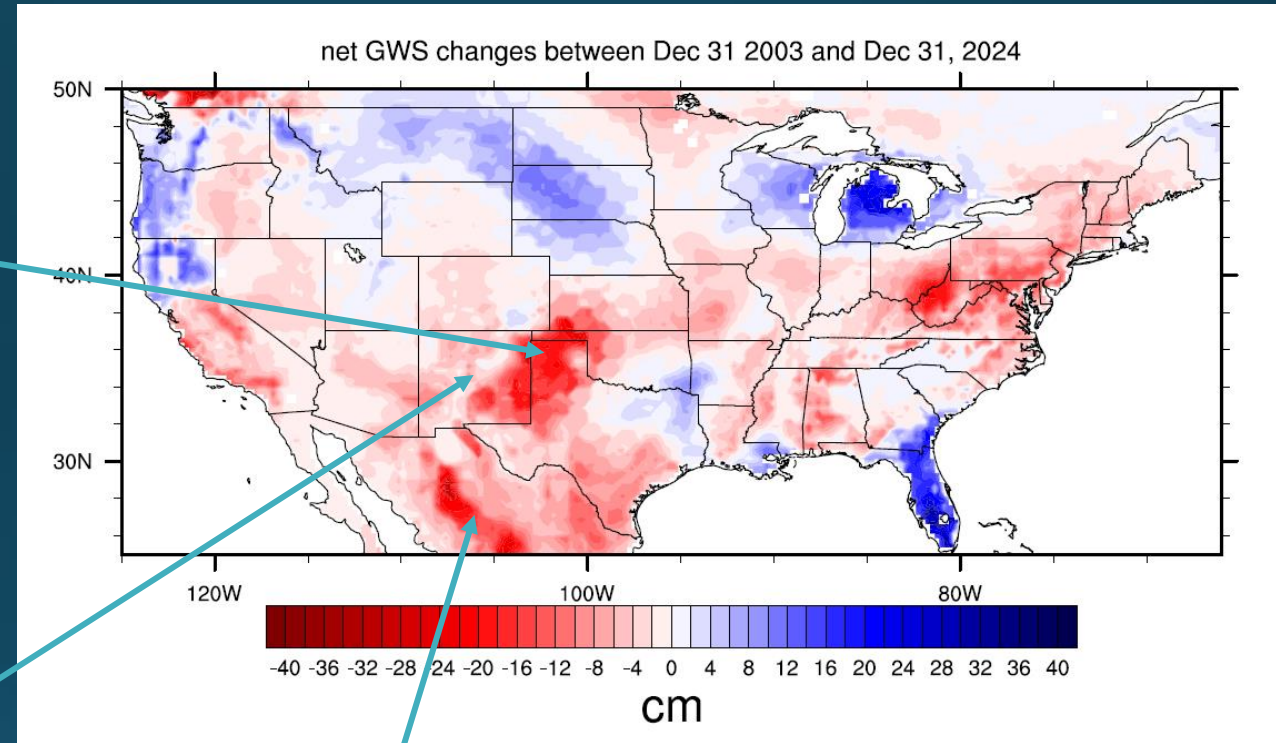 net GWS changes between Dec 31 2003 and Dec 31, 2024
50N
40N
30N
120W 100W 80W
-40 -36 -32 -28 -24 -20 -16 -12 -8 -4 0 4 8 12 16 20 24 28 32 36 40
cm